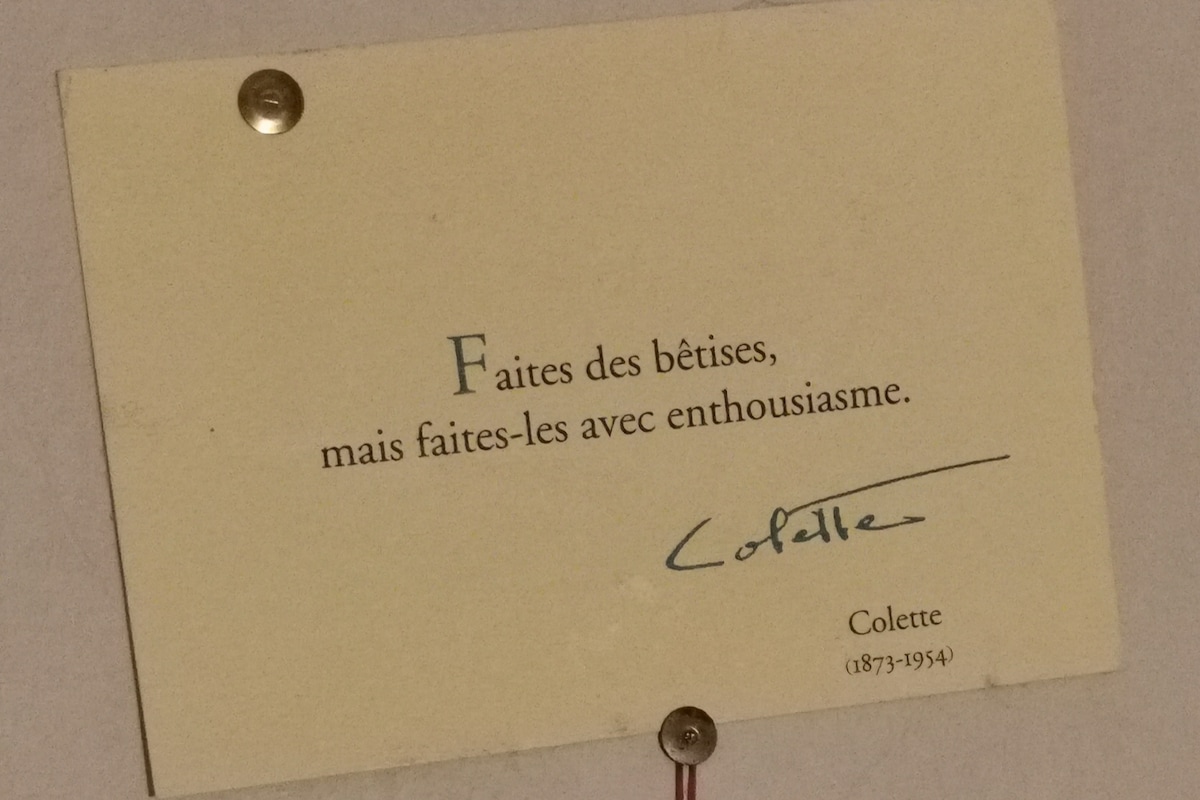 Faites des bêtises,
mais faites-les avec enthousiasme.
Colette
Colette
(1873-1954)